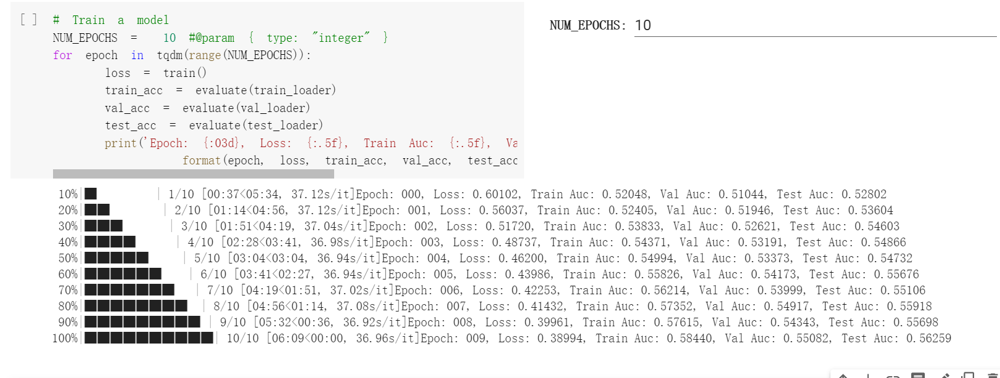 [ ] # Train a model
NUM_EPOCHS = 10 #@param { type: "integer" }
for epoch in tqdm(range(NUM_EPOCHS)):
loss = train()
train_acc = evaluate(train_loader)
val_acc = evaluate(val_loader)
test_acc = evaluate(test_loader)
print('Epoch: {:03d}, Loss: {:.5f}, Train Auc: {:.5f}, Va
format(epoch, loss, train_acc, val_acc, test_acc
NUM_EPOCHS: 10
10%| | 1/10 [00:37<05:34, 37.12s/it]Epoch: 000, Loss: 0.60102, Train Auc: 0.52048, Val Auc: 0.51044, Test Auc: 0.52802
20%| | 2/10 [01:14<04:56, 37.12s/it]Epoch: 001, Loss: 0.56037, Train Auc: 0.52405, Val Auc: 0.51946, Test Auc: 0.53604
30%| | 3/10 [01:51<04:19, 37.04s/it]Epoch: 002, Loss: 0.51720, Train Auc: 0.53833, Val Auc: 0.52621, Test Auc: 0.54603
40%| | 4/10 [02:28<03:41, 36.98s/it]Epoch: 003, Loss: 0.48737, Train Auc: 0.54371, Val Auc: 0.53191, Test Auc: 0.54866
50%| | 5/10 [03:04<03:04, 36.94s/it]Epoch: 004, Loss: 0.46200, Train Auc: 0.54994, Val Auc: 0.53373, Test Auc: 0.54732
60%| | 6/10 [03:41<02:27, 36.94s/it]Epoch: 005, Loss: 0.43986, Train Auc: 0.55826, Val Auc: 0.54173, Test Auc: 0.55676
70%| | 7/10 [04:19<01:51, 37.02s/it]Epoch: 006, Loss: 0.42253, Train Auc: 0.56214, Val Auc: 0.53999, Test Auc: 0.55106
80%| | 8/10 [04:56<01:14, 37.08s/it]Epoch: 007, Loss: 0.41432, Train Auc: 0.57352, Val Auc: 0.54917, Test Auc: 0.55918
90%| | 9/10 [05:32<00:36, 36.92s/it]Epoch: 008, Loss: 0.39961, Train Auc: 0.57615, Val Auc: 0.54343, Test Auc: 0.55698
100%| | 10/10 [06:09<00:00, 36.96s/it]Epoch: 009, Loss: 0.38994, Train Auc: 0.58440, Val Auc: 0.55082, Test Auc: 0.56259